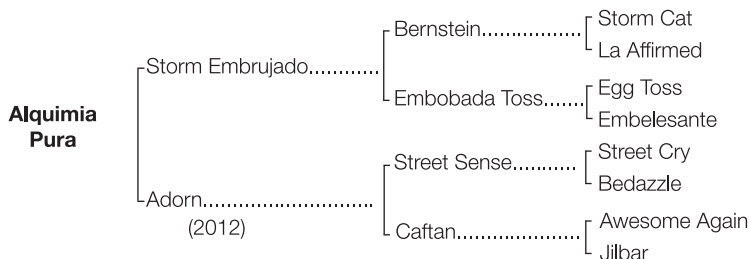 Alquimia
Pura
Storm Embrujado
Adorn
(2012)
Bernstein
Embobada Toss
Street Sense
Caftan
Storm Cat
La Affirmed
Egg Toss
Embelesante
Street Cry
Bedazzle
Awesome Again
Jilbar